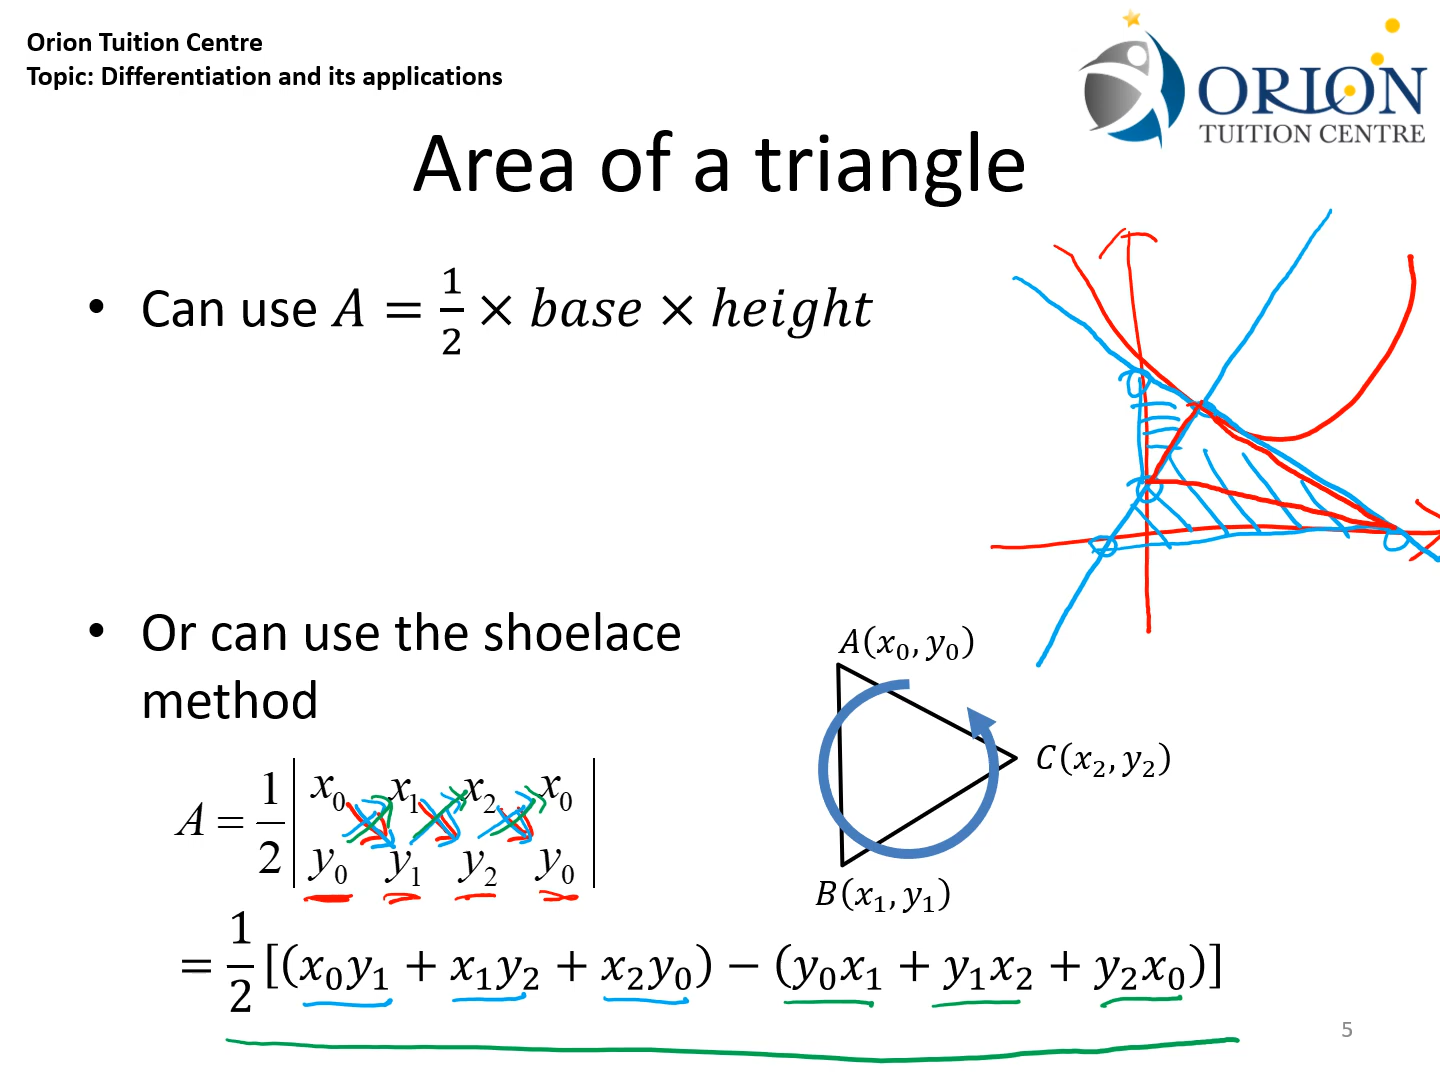 Orion Tuition Centre
Topic: Differentiation and its applications
ORION
TUITION CENTRE
Area of a triangle
• Can use A = 1/2 × base × height
• Or can use the shoelace
method
A(x₀, y₀)
C(x₂, y₂)
B(x₁, y₁)
A = 1/2 | x₀ x₁ x₂ x₀
y₀ y₁ y₂ y₀ |
= 1/2 [(x₀y₁ + x₁y₂ + x₂y₀) − (y₀x₁ + y₁x₂ + y₂x₀)]
5